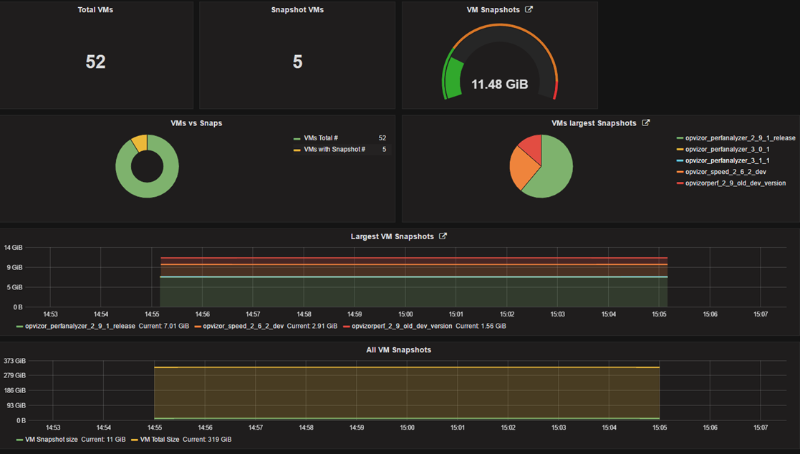 Total VMs
Snapshot VMs
VM Snapshots
52
5
11.48 GiB
VMs vs Snaps
VMs largest Snapshots
VMs Total # 52
VMs with Snapshot # 5
opvizor_perfanalyzer_2_9_1_release
opvizor_perfanalyzer_3_0_1
opvizor_perfanalyzer_3_1_1
opvizor_speed_2_6_2_dev
opvizorperf_2_9_old_dev_version
Largest VM Snapshots
14 GiB
9 GiB
5 GiB
0 B
14:53 14:54 14:55 14:56 14:57 14:58 14:59 15:00 15:01 15:02 15:03 15:04 15:05 15:06 15:07
opvizor_perfanalyzer_2_9_1_release Current: 7.01 GiB opvizor_speed_2_6_2_dev Current: 2.91 GiB opvizorperf_2_9_old_dev_version Current: 1.56 GiB
All VM Snapshots
373 GiB
279 GiB
186 GiB
93 GiB
0 B
14:53 14:54 14:55 14:56 14:57 14:58 14:59 15:00 15:01 15:02 15:03 15:04 15:05 15:06 15:07
VM Snapshot size Current: 11 GiB VM Total Size Current: 319 GiB